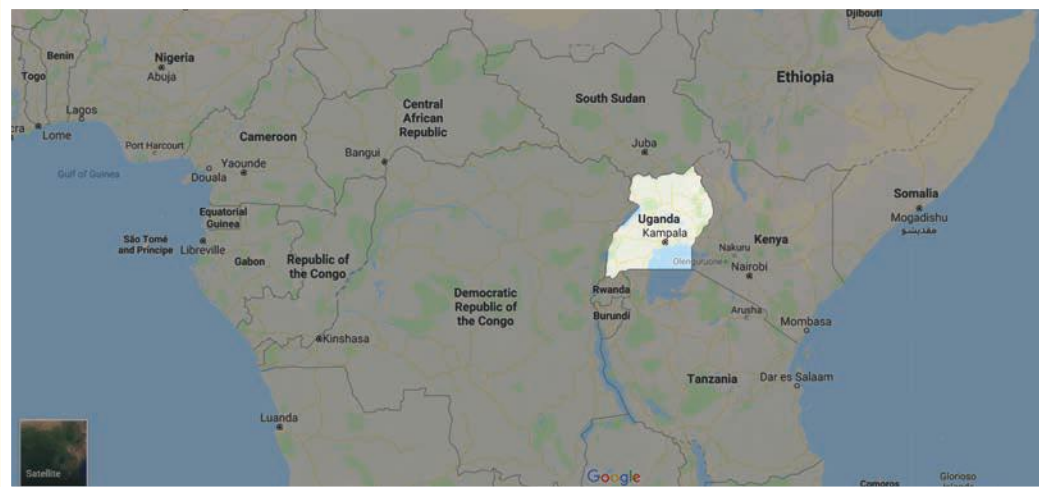 Djibouti
Benin
Nigeria
Abuja
Togo
Ethiopia
Central
African
Republic
South Sudan
Lagos
Lome
Cameroon
Port Harcourt
Bangui
Juba
Yaounde
Gulf of Guinea
Douala
Somalia
Mogadishu
مقديشو
Equatorial
Guinea
Uganda
Kampala
São Tomé
and Príncipe
Libreville
Kenya
Nakuru
Olenguruone
Gabon
Republic of
the Congo
Nairobi
Rwanda
Democratic
Republic of
the Congo
Burundi
Arusha
Mombasa
Kinshasa
Tanzania
Dar es Salaam
Luanda
Satellite
Google
Comoros
Glorioso